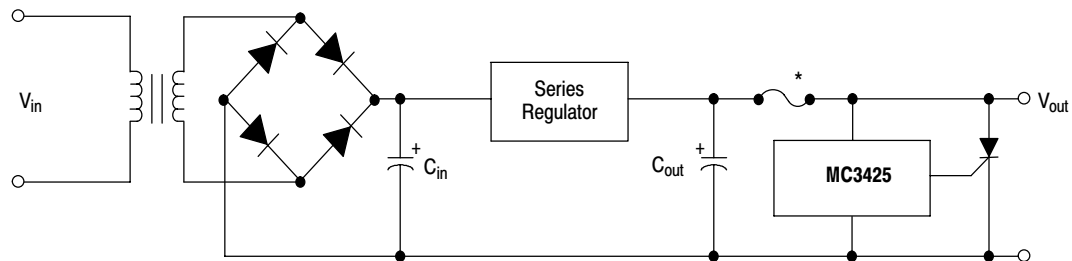 *
V_in
Series
Regulator
V_out
+
C_in
+
C_out
MC3425